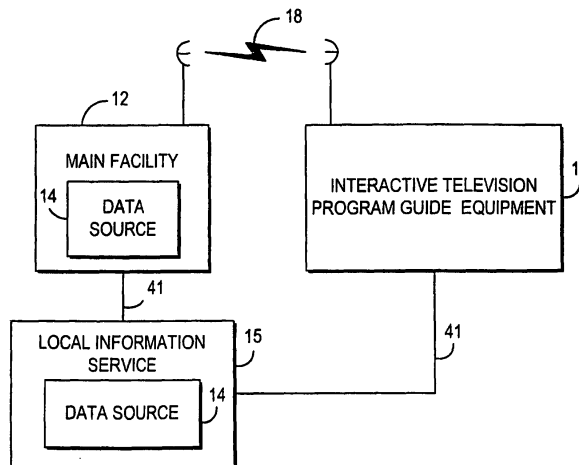 18
12
MAIN FACILITY
14
DATA
SOURCE
INTERACTIVE TELEVISION
PROGRAM GUIDE EQUIPMENT
41
LOCAL INFORMATION
SERVICE
15
41
DATA SOURCE
14